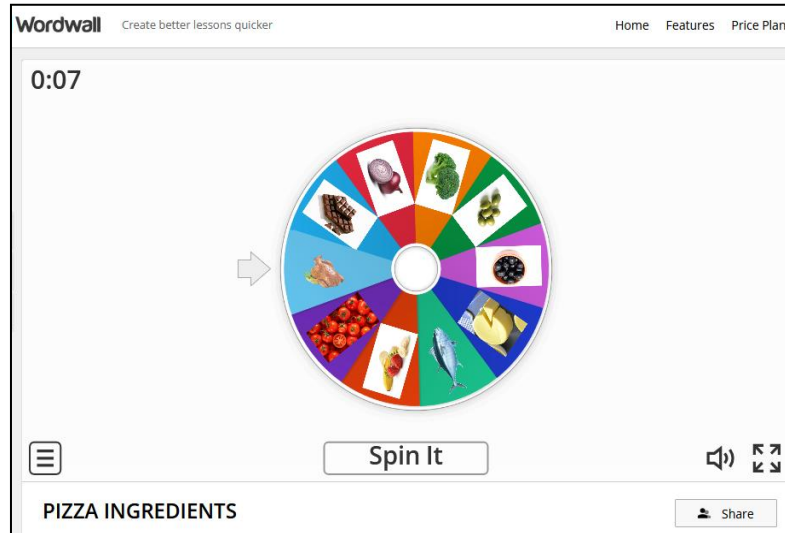 Wordwall Create better lessons quicker Home Features Price Plan
0:07
Spin It
PIZZA INGREDIENTS
Share